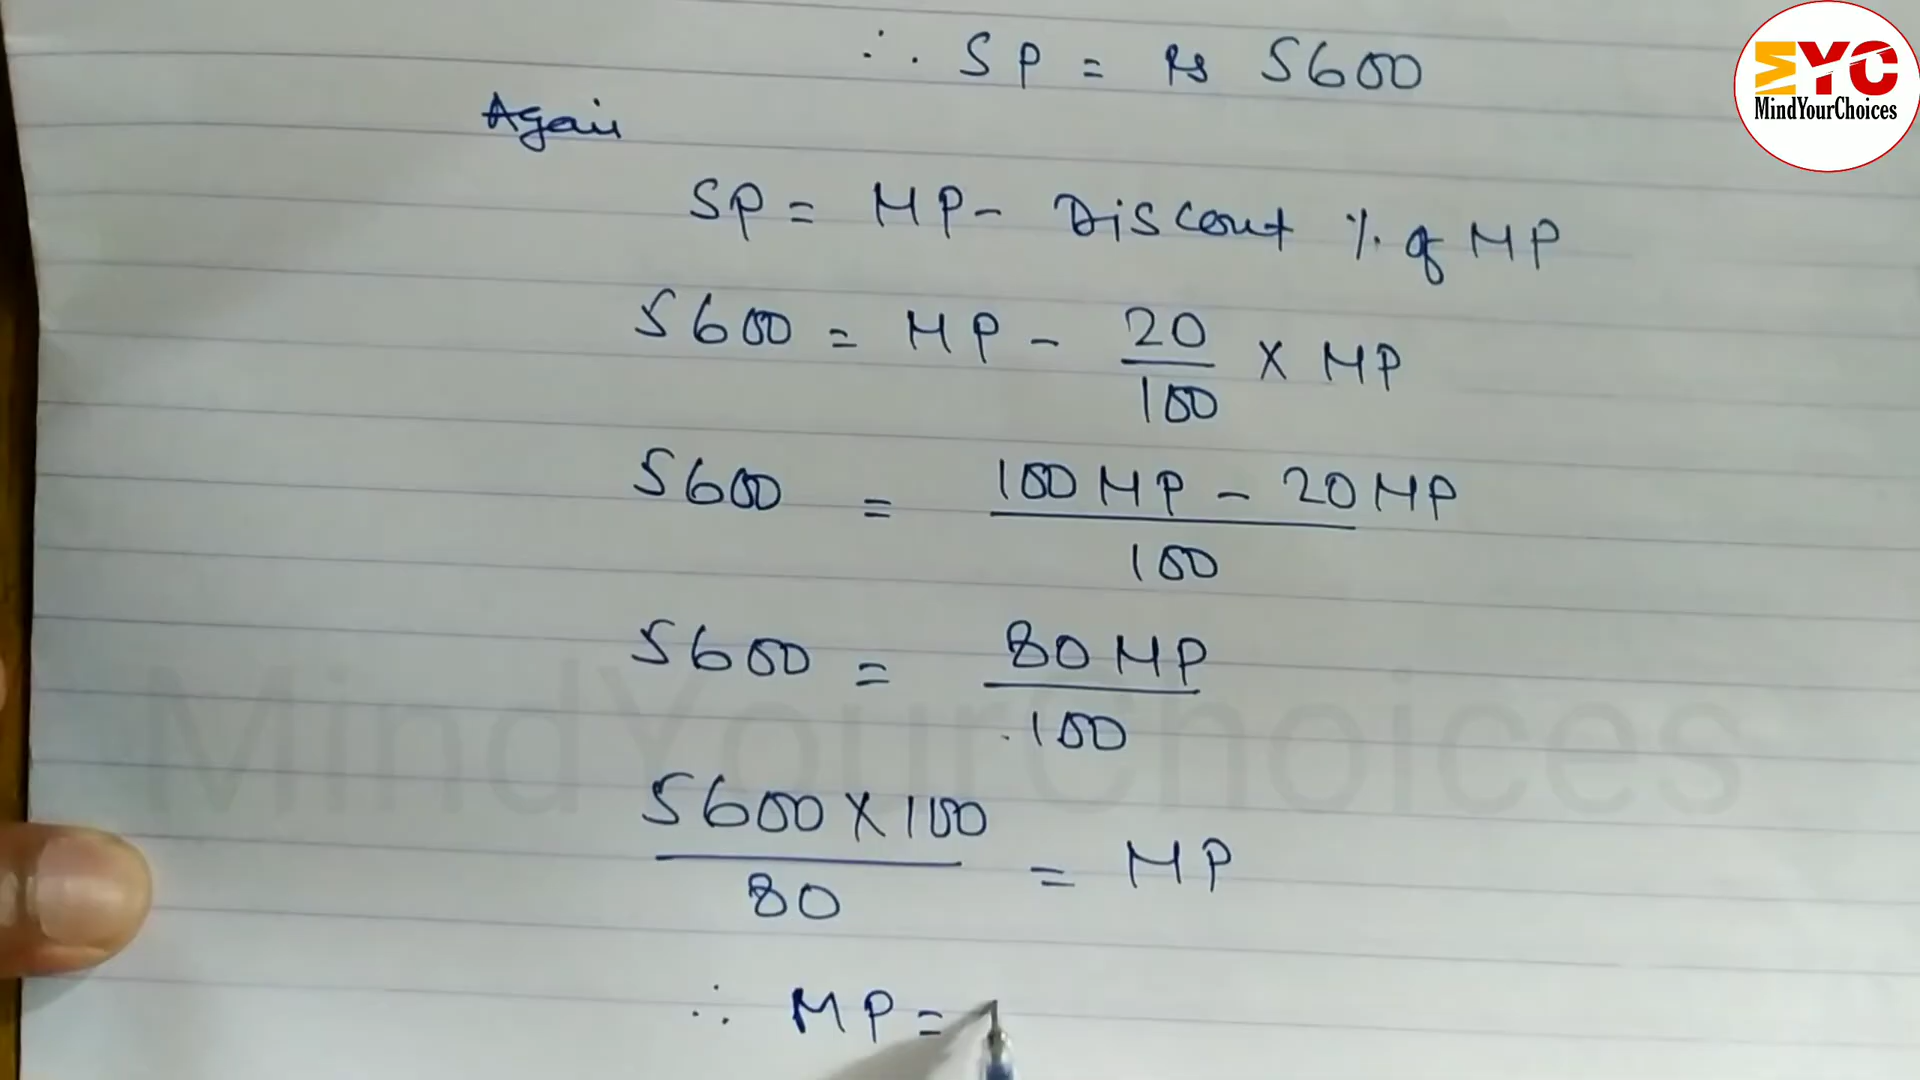 ∴ SP = Rs 5600
MYC
MindYourChoices
Again
SP = MP - Discount % of MP
5600 = MP - 20/100 × MP
5600 = 100MP - 20MP / 100
5600 = 80MP / 100
5600 × 100 / 80 = MP
∴ MP =
MindYourChoices